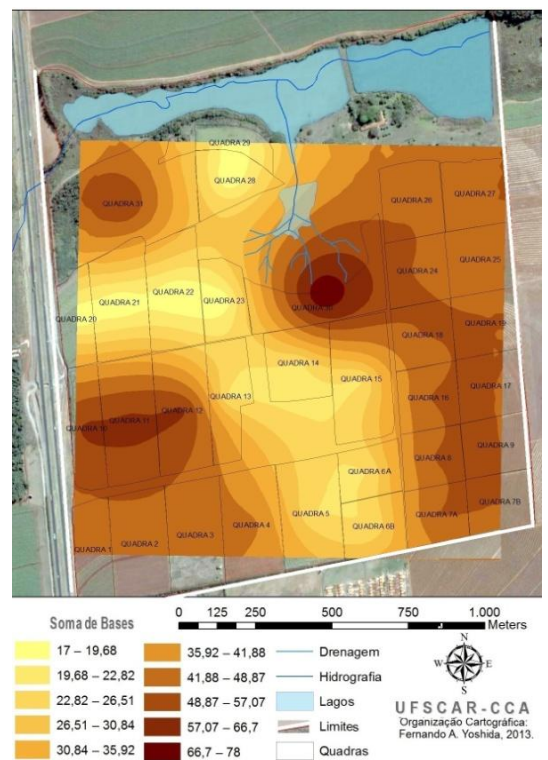 QUADRA 29
QUADRA 28
QUADRA 31
QUADRA 27
QUADRA 26
QUADRA 25
QUADRA 24
QUADRA 22
QUADRA 21
QUADRA 23
QUADRA 20
QUADRA 19
QUADRA 18
QUADRA 14
QUADRA 15
QUADRA 17
QUADRA 16
QUADRA 13
QUADRA 12
QUADRA 11
QUADRA 10
QUADRA 9
QUADRA 8
QUADRA 6A
QUADRA 7B
QUADRA 7A
QUADRA 5
QUADRA 6B
QUADRA 4
QUADRA 3
QUADRA 2
QUADRA 1
Soma de Bases
0 125 250 500 750 1.000
Meters
17 – 19,68
19,68 – 22,82
22,82 – 26,51
26,51 – 30,84
30,84 – 35,92
35,92 – 41,88
41,88 – 48,87
48,87 – 57,07
57,07 – 66,7
66,7 – 78
Drenagem
Hidrografia
Lagos
Limites
Quadras
N
W E
S
UFSCAR-CCA
Organização Cartográfica:
Fernando A. Yoshida, 2013.